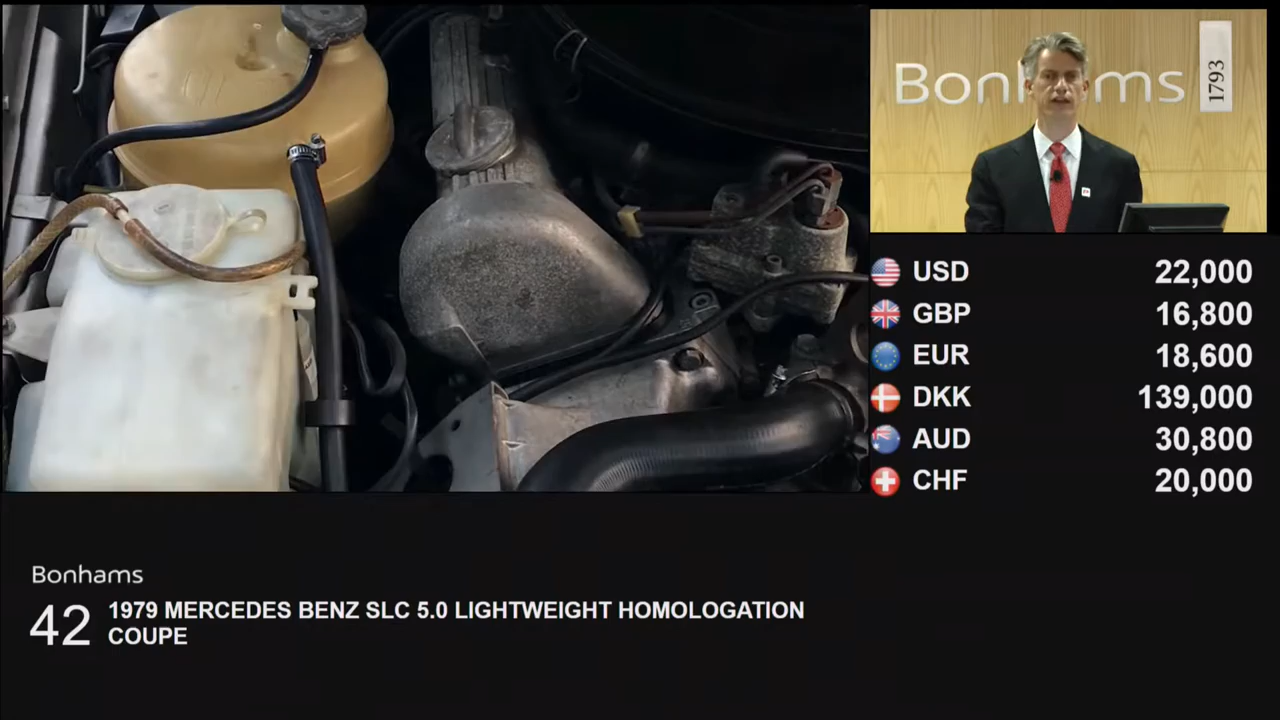 Bonhams
1793
USD 22,000
GBP 16,800
EUR 18,600
DKK 139,000
AUD 30,800
CHF 20,000
Bonhams
42
1979 MERCEDES BENZ SLC 5.0 LIGHTWEIGHT HOMOLOGATION
COUPE